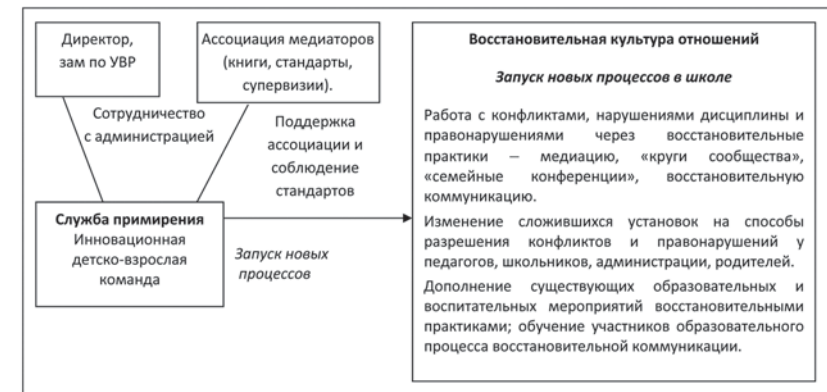 Директор,
зам по УВР
Ассоциация медиаторов
(книги, стандарты,
супервизии).
Сотрудничество
с администрацией
Поддержка
ассоциации и
соблюдение
стандартов
Служба примирения
Инновационная
детско-взрослая
команда
Запуск новых
процессов
Восстановительная культура отношений
Запуск новых процессов в школе
Работа с конфликтами, нарушениями дисциплины и
правонарушениями через восстановительные
практики – медиацию, «круги сообщества»,
«семейные конференции», восстановительную
коммуникацию.
Изменение сложившихся установок на способы
разрешения конфликтов и правонарушений у
педагогов, школьников, администрации, родителей.
Дополнение существующих образовательных и
воспитательных мероприятий восстановительными
практиками; обучение участников образовательного
процесса восстановительной коммуникации.